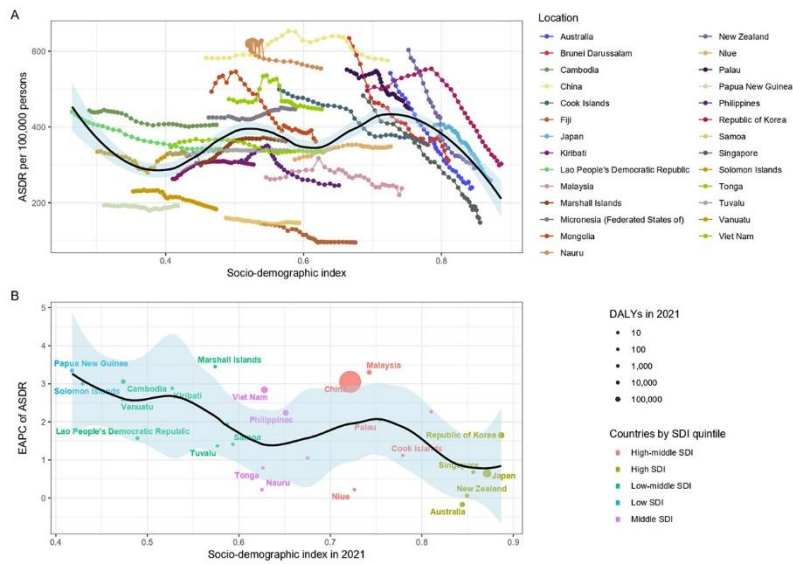 A
ASDR per 100,000 persons
600
400
200
0.4
0.6
0.8
Socio-demographic index
Location
Australia
Brunei Darussalam
Cambodia
China
Cook Islands
Fiji
Japan
Kiribati
Lao People's Democratic Republic
Malaysia
Marshall Islands
Micronesia (Federated States of)
Mongolia
Nauru
New Zealand
Niue
Palau
Papua New Guinea
Philippines
Republic of Korea
Samoa
Singapore
Solomon Islands
Tonga
Tuvalu
Vanuatu
Viet Nam
B
EAPC of ASDR
5
4
3
2
1
0
Papua New Guinea
Solomon Islands
Cambodia
Vanuatu
Kiribati
Marshall Islands
Lao People's Democratic Republic
Tuvalu
Samoa
Viet Nam
Philippines
Tonga
Nauru
Malaysia
China
Palau
Cook Islands
Niue
Republic of Korea
Singapore
Japan
New Zealand
Australia
0.4
0.5
0.6
0.7
0.8
0.9
Socio-demographic index in 2021
DALYs in 2021
10
100
1,000
10,000
100,000
Countries by SDI quintile
High-middle SDI
High SDI
Low-middle SDI
Low SDI
Middle SDI